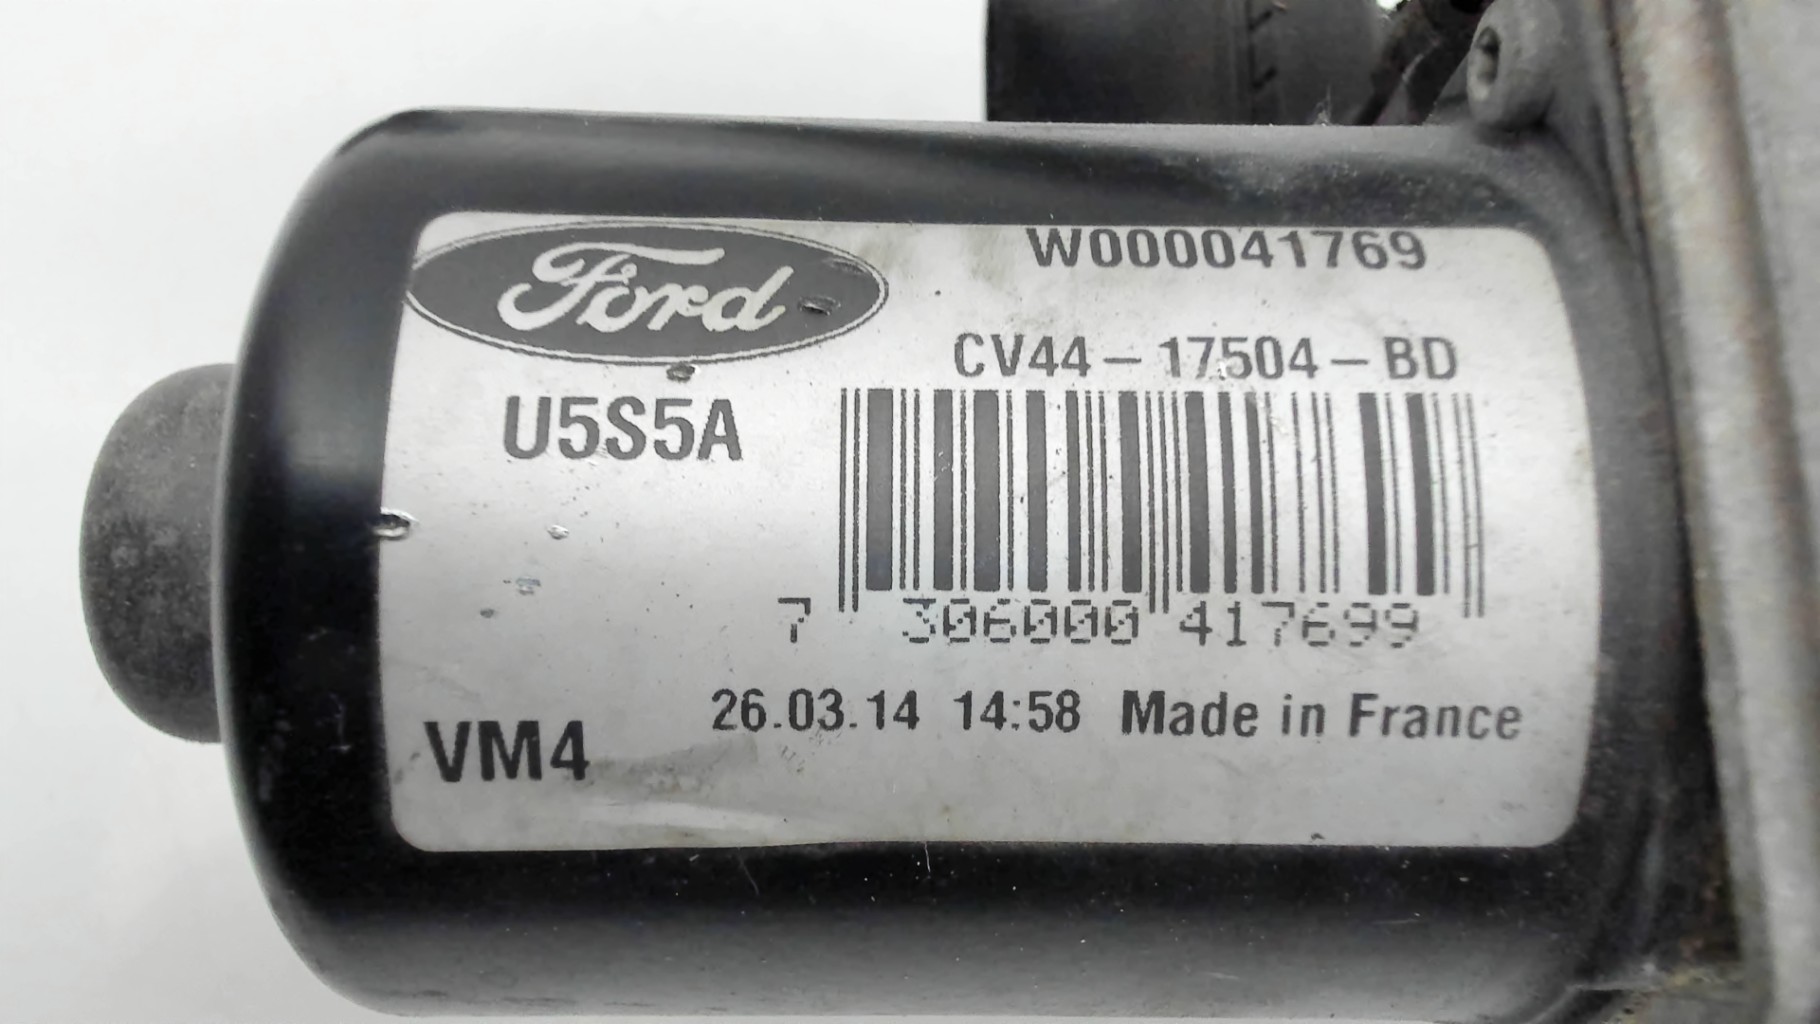 Ford
W000041769
CV44-17504-BD
U5S5A
7 306000 417699
26.03.14 14:58 Made in France
VM4